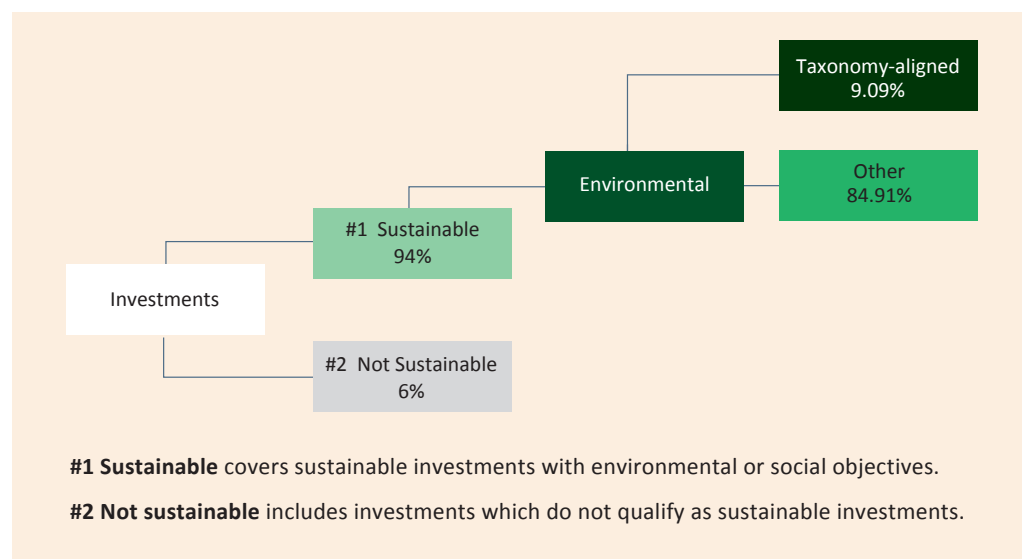 Taxonomy-aligned
9.09%
Environmental
Other
84.91%
#1 Sustainable
94%
Investments
#2 Not Sustainable
6%
#1 Sustainable covers sustainable investments with environmental or social objectives.
#2 Not sustainable includes investments which do not qualify as sustainable investments.